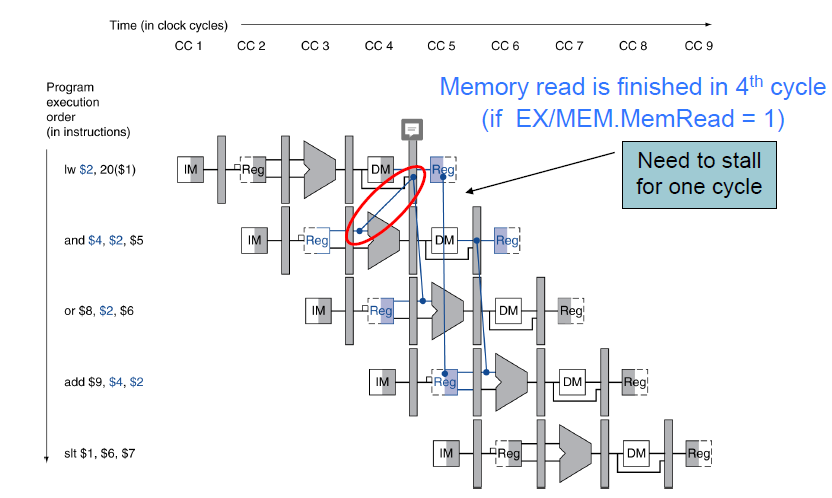 Time (in clock cycles)
CC 1 CC 2 CC 3 CC 4 CC 5 CC 6 CC 7 CC 8 CC 9
Program
execution
order
(in instructions)
Memory read is finished in 4th cycle
(if EX/MEM.MemRead = 1)
Need to stall
for one cycle
lw $2, 20($1) IM Reg DM Reg
and $4, $2, $5 IM Reg DM Reg
or $8, $2, $6 IM Reg DM Reg
add $9, $4, $2 IM Reg DM Reg
slt $1, $6, $7 IM Reg DM Reg